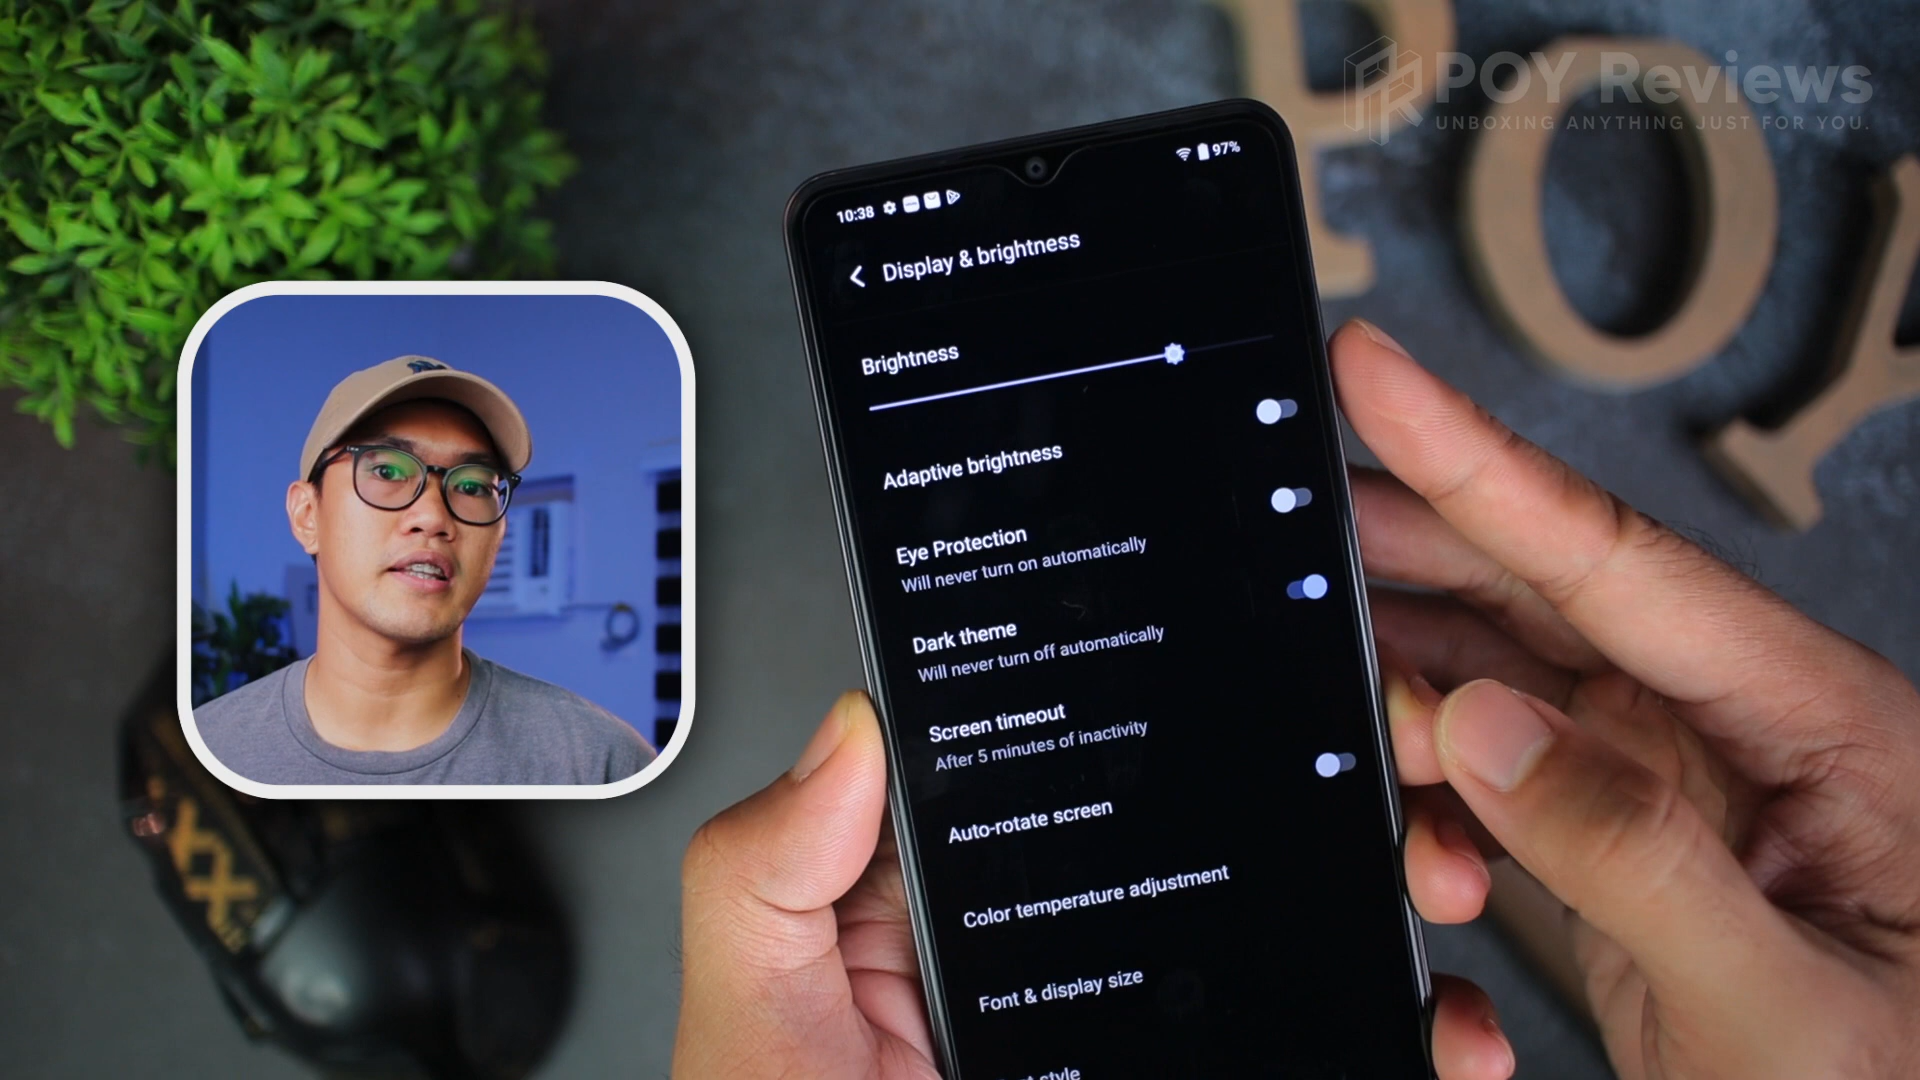 POY Reviews
UNBOXING ANYTHING JUST FOR YOU.
POY
10:38
97%
Display & brightness
Brightness
Adaptive brightness
Eye Protection
Will never turn on automatically
Dark theme
Will never turn off automatically
Screen timeout
After 5 minutes of inactivity
Auto-rotate screen
Color temperature adjustment
Font & display size
style